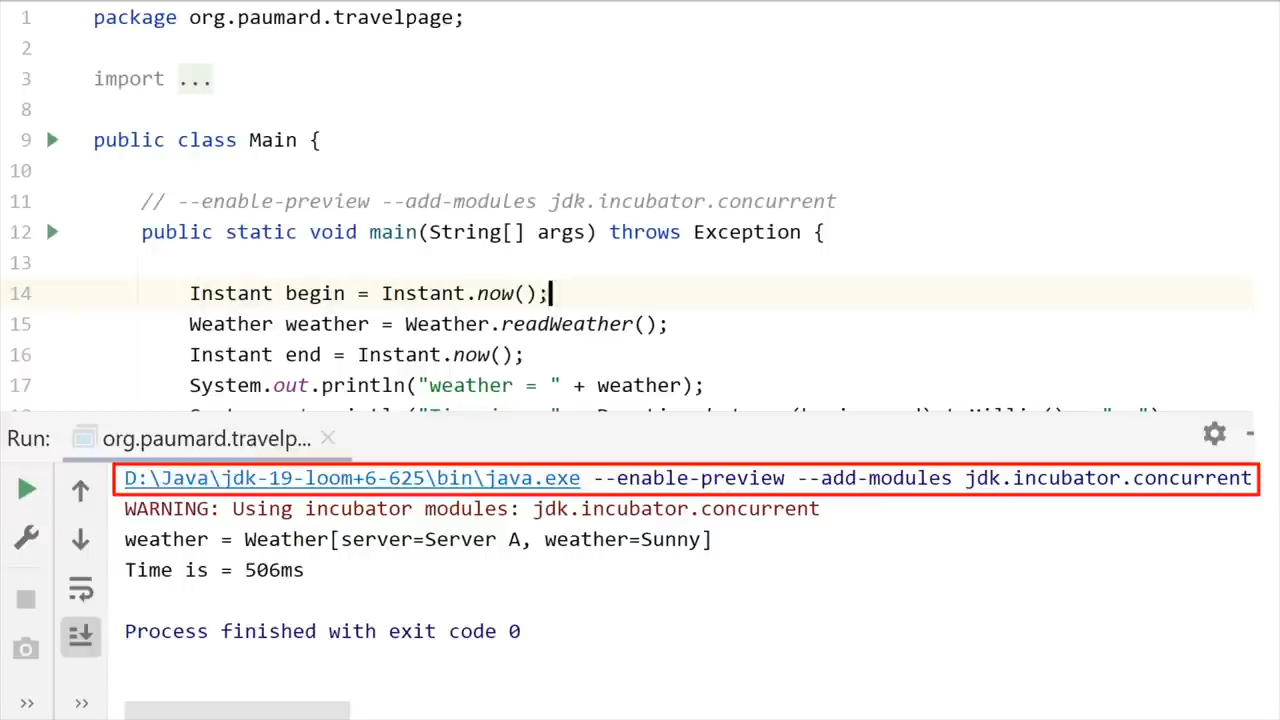 1 package org.paumard.travelpage;
2
3 import ...
8
9 public class Main {
10
11 // --enable-preview --add-modules jdk.incubator.concurrent
12 public static void main(String[] args) throws Exception {
13
14 Instant begin = Instant.now();
15 Weather weather = Weather.readWeather();
16 Instant end = Instant.now();
17 System.out.println("weather = " + weather);
Run: org.paumard.travelp...
D:\Java\jdk-19-loom+6-625\bin\java.exe --enable-preview --add-modules jdk.incubator.concurrent
WARNING: Using incubator modules: jdk.incubator.concurrent
weather = Weather[server=Server A, weather=Sunny]
Time is = 506ms
Process finished with exit code 0